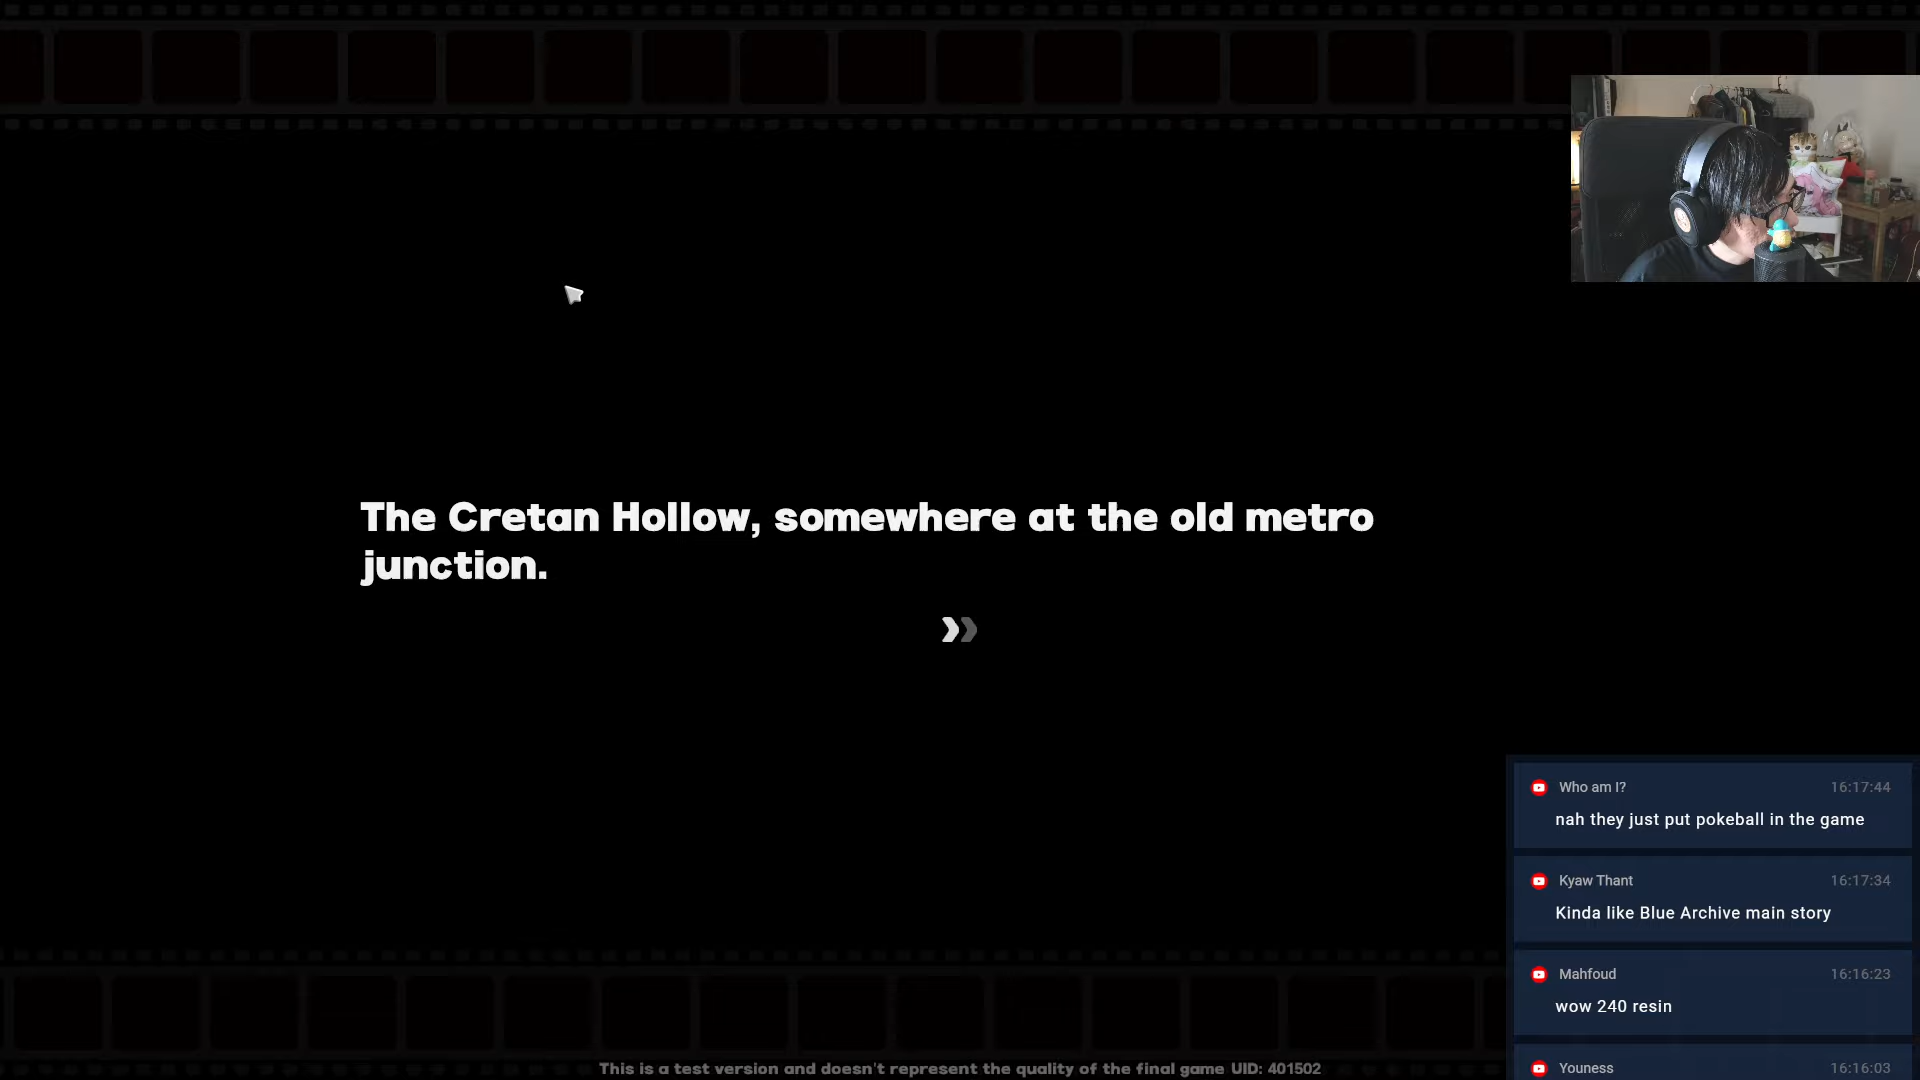 The Cretan Hollow, somewhere at the old metro
junction.
Who am I? 16:17:44
nah they just put pokeball in the game
Kyaw Thant 16:17:34
Kinda like Blue Archive main story
Mahfoud 16:16:23
wow 240 resin
Youness 16:16:03
This is a test version and doesn't represent the quality of the final game UID: 401502